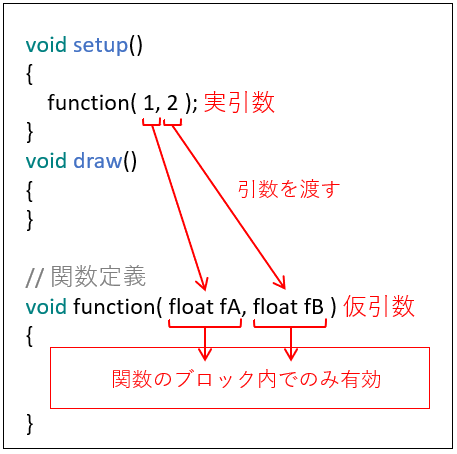 void setup()
{
function( 1, 2 ); 実引数
}
void draw()
{
引数を渡す
}
// 関数定義
void function( float fA, float fB ) 仮引数
{
関数のブロック内でのみ有効
}